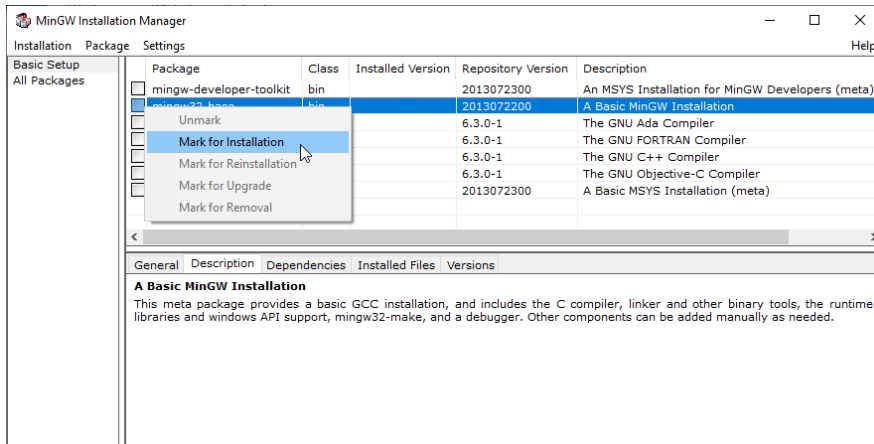 MinGW Installation Manager
Installation Package Settings Help
Basic Setup
All Packages
Package Class Installed Version Repository Version Description
mingw-developer-toolkit bin 2013072300 An MSYS Installation for MinGW Developers (meta)
mingw32-base bin 2013072200 A Basic MinGW Installation
6.3.0-1 The GNU Ada Compiler
6.3.0-1 The GNU FORTRAN Compiler
6.3.0-1 The GNU C++ Compiler
6.3.0-1 The GNU Objective-C Compiler
2013072300 A Basic MSYS Installation (meta)
Unmark
Mark for Installation
Mark for Reinstallation
Mark for Upgrade
Mark for Removal
General Description Dependencies Installed Files Versions
A Basic MinGW Installation
This meta package provides a basic GCC installation, and includes the C compiler, linker and other binary tools, the runtime
libraries and windows API support, mingw32-make, and a debugger. Other components can be added manually as needed.